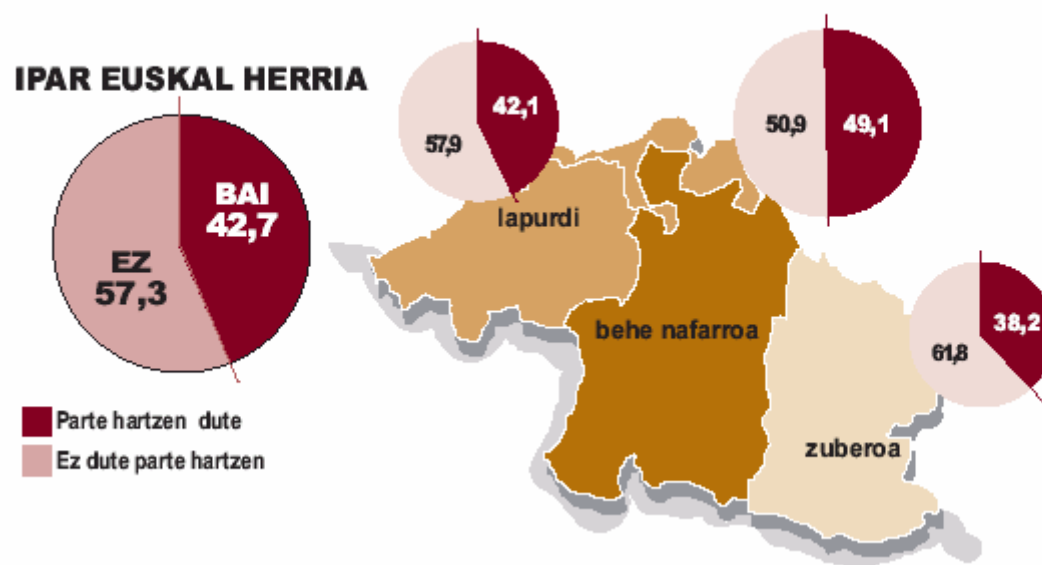 IPAR EUSKAL HERRIA
BAI
42,7
EZ
57,3
Parte hartzen dute
Ez dute parte hartzen
42,1
57,9
50,9
49,1
lapurdi
behe nafarroa
38,2
61,8
zuberoa